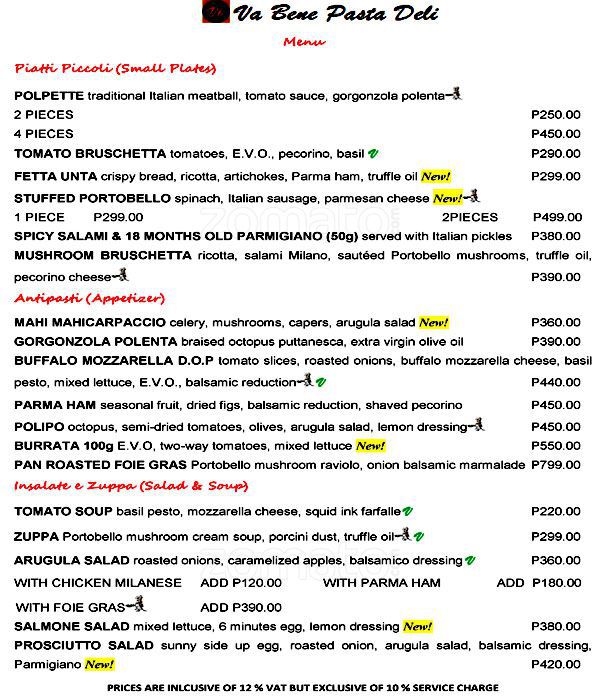 Va Bene Pasta Deli
Menu
Piatti Piccoli (Small Plates)
POLPETTE traditional Italian meatball, tomato sauce, gorgonzola polenta
2 PIECES P250.00
4 PIECES P450.00
TOMATO BRUSCHETTA tomatoes, E.V.O., pecorino, basil V P290.00
FETTA UNTA crispy bread, ricotta, artichokes, Parma ham, truffle oil New! P299.00
STUFFED PORTOBELLO spinach, Italian sausage, parmesan cheese New!
1 PIECE P299.00 2PIECES P499.00
zomato
SPICY SALAMI & 18 MONTHS OLD PARMIGIANO (50g) served with Italian pickles P380.00
MUSHROOM BRUSCHETTA ricotta, salami Milano, sautéed Portobello mushrooms, truffle oil,
pecorino cheese P390.00
Antipasti (Appetizer)
MAHI MAHICARPACCIO celery, mushrooms, capers, arugula salad New! P360.00
GORGONZOLA POLENTA braised octopus puttanesca, extra virgin olive oil P390.00
BUFFALO MOZZARELLA D.O.P tomato slices, roasted onions, buffalo mozzarella cheese, basil
pesto, mixed lettuce, E.V.O., balsamic reduction V P440.00
PARMA HAM seasonal fruit, dried figs, balsamic reduction, shaved pecorino P450.00
POLIPO octopus, semi-dried tomatoes, olives, arugula salad, lemon dressing P450.00
BURRATA 100g E.V.O, two-way tomatoes, mixed lettuce New! P550.00
PAN ROASTED FOIE GRAS Portobello mushroom raviolo, onion balsamic marmalade P799.00
Insalate e Zuppa (Salad & Soup)
TOMATO SOUP basil pesto, mozzarella cheese, squid ink farfalle V P220.00
ZUPPA Portobello mushroom cream soup, porcini dust, truffle oil V P299.00
zomato
ARUGULA SALAD roasted onions, caramelized apples, balsamico dressing V P360.00
WITH CHICKEN MILANESE ADD P120.00 WITH PARMA HAM ADD P180.00
WITH FOIE GRAS ADD P390.00
SALMONE SALAD mixed lettuce, 6 minutes egg, lemon dressing New! P380.00
PROSCIUTTO SALAD sunny side up egg, roasted onion, arugula salad, balsamic dressing,
Parmigiano New! P420.00
PRICES ARE INLCUSIVE OF 12 % VAT BUT EXCLUSIVE OF 10 % SERVICE CHARGE